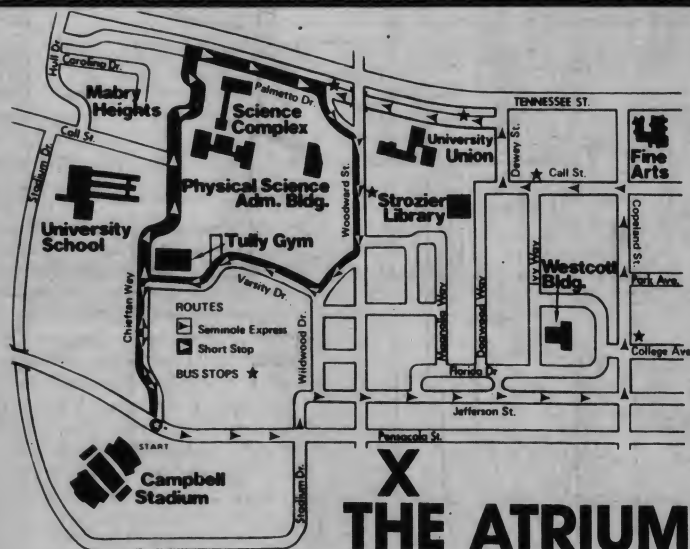 Hull Dr.
Carolina Dr.
Mabry
Heights
Call St.
Stadium Dr.
University
School
Palmetto Dr.
Science
Complex
Physical Science
Adm. Bldg.
Tully Gym
Chieftan Way
Varsity Dr.
Woodward St.
Wildwood Dr.
ROUTES
Seminole Express
Short Stop
BUS STOPS
START
Campbell
Stadium
Stadium Dr.
TENNESSEE ST.
University
Union
Dewey St.
Call St.
Fine
Arts
Strozier
Library
Magnolia Way
Dogwood Way
Way
Westcott
Bldg.
Copeland St.
Park Ave.
College Ave
Florida Dr
Jefferson St.
Pensacola St.
X
THE ATRIUM